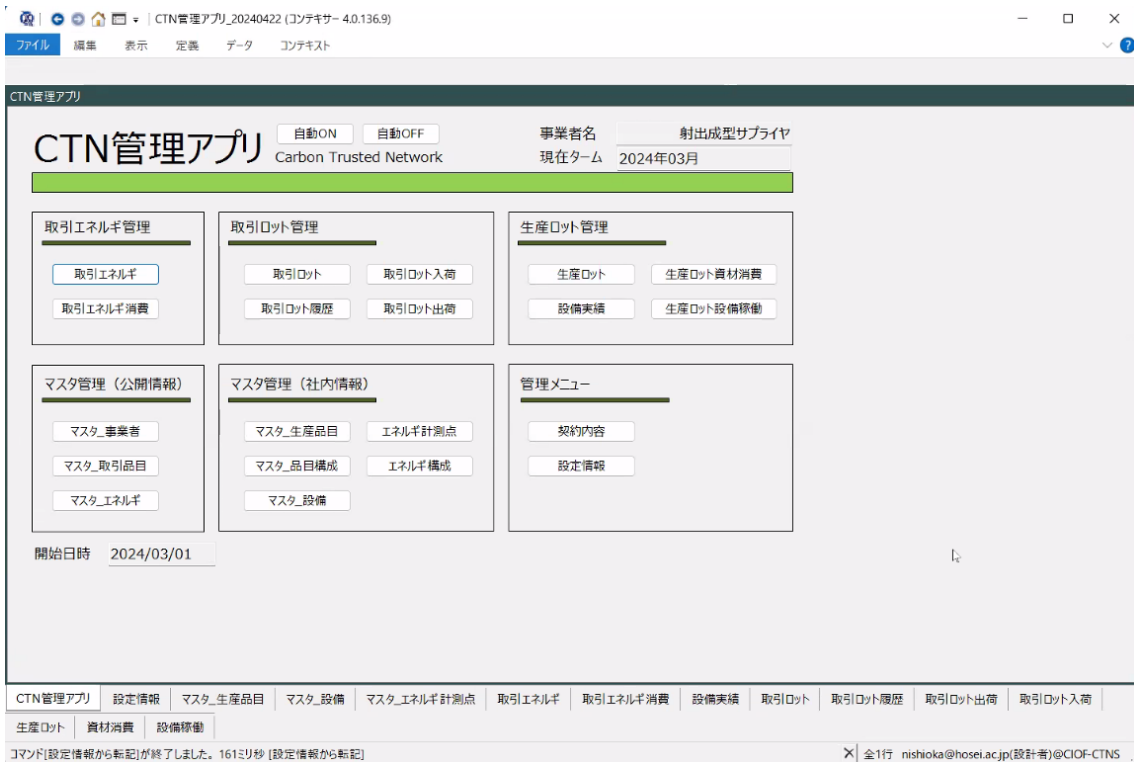 CTN管理アプリ_20240422 (コンテキサー 4.0.136.9)
ファイル 編集 表示 定義 データ コンテキスト
CTN管理アプリ
CTN管理アプリ 自動ON 自動OFF
Carbon Trusted Network
事業者名 射出成型サプライヤ
現在ターム 2024年03月
取引エネルギ管理
取引エネルギ
取引エネルギ消費
取引ロット管理
取引ロット 取引ロット入荷
取引ロット履歴 取引ロット出荷
生産ロット管理
生産ロット 生産ロット資材消費
設備実績 生産ロット設備稼働
マスタ管理（公開情報）
マスタ_事業者
マスタ_取引品目
マスタ_エネルギ
マスタ管理（社内情報）
マスタ_生産品目 エネルギ計測点
マスタ_品目構成 エネルギ構成
マスタ_設備
管理メニュー
契約内容
設定情報
開始日時 2024/03/01
CTN管理アプリ 設定情報 マスタ_生産品目 マスタ_設備 マスタ_エネルギ計測点 取引エネルギ 取引エネルギ消費 設備実績 取引ロット 取引ロット履歴 取引ロット出荷 取引ロット入荷
生産ロット 資材消費 設備稼働
コマンド[設定情報から転記]が終了しました。161ミリ秒 [設定情報から転記] 全1行 nishioka@hosei.ac.jp(設計者)@CIOF-CTNS